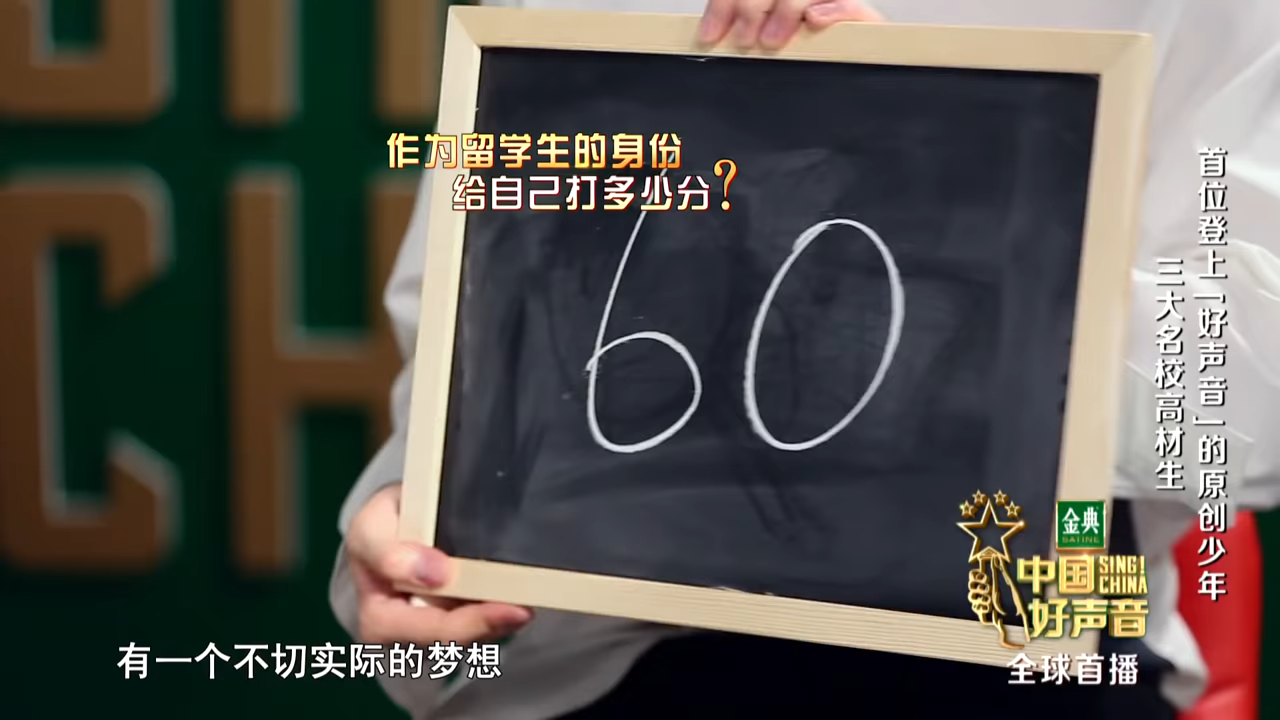 作为留学生的身份
给自己打多少分?
60
首位登上「好声音」的原创少年
三大名校高材生
金典
SATINE
中国
SING!
CHINA
好声音
全球首播
有一个不切实际的梦想
SING
CH